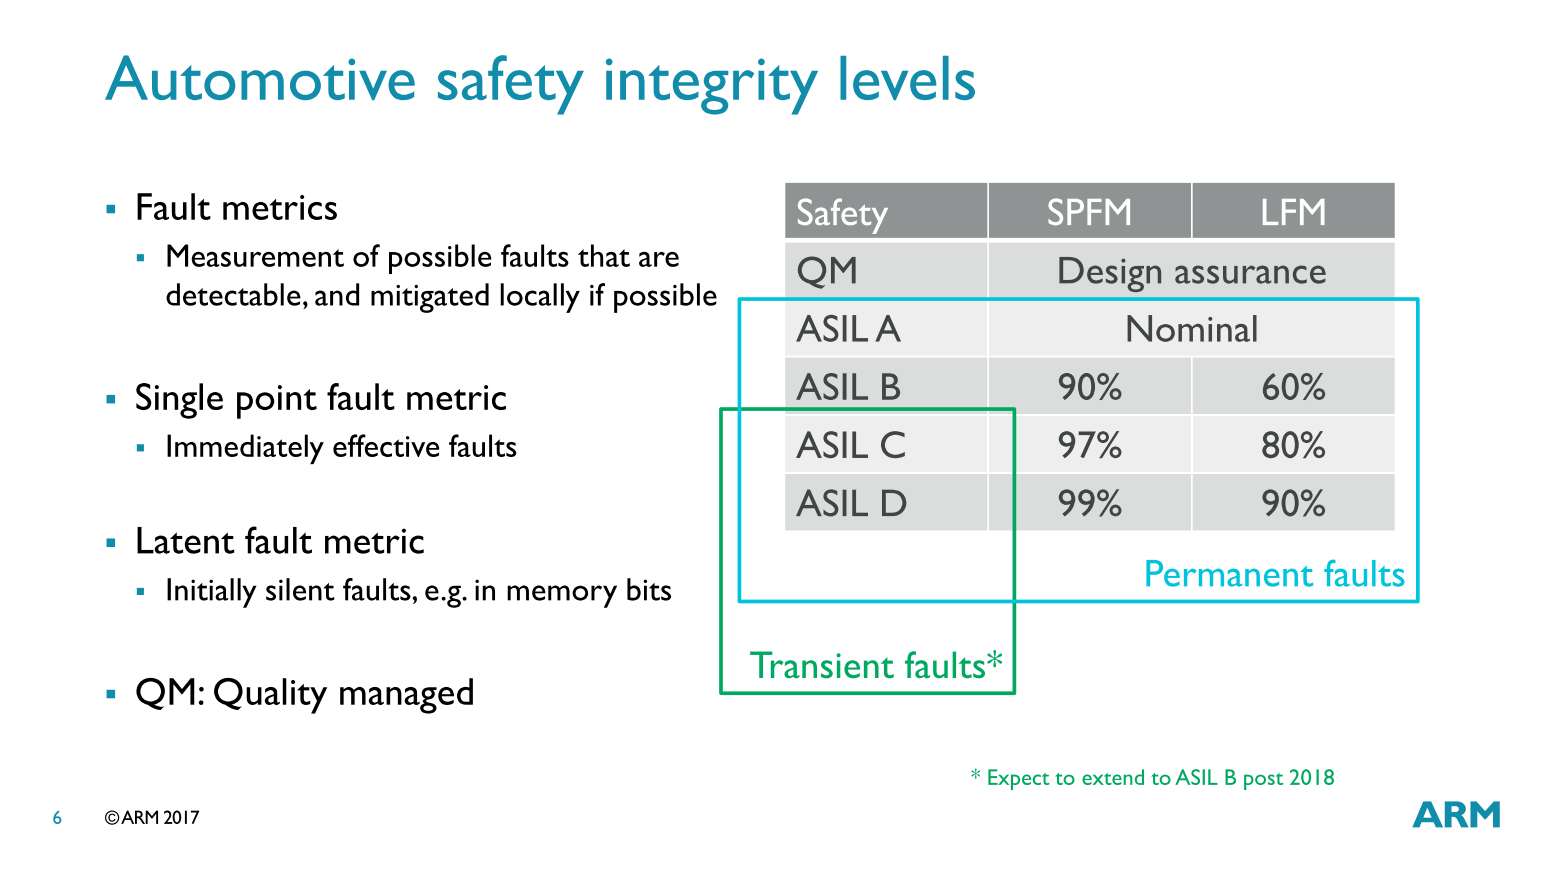 Automotive safety integrity levels
▪ Fault metrics
▪ Measurement of possible faults that are
detectable, and mitigated locally if possible
▪ Single point fault metric
▪ Immediately effective faults
▪ Latent fault metric
▪ Initially silent faults, e.g. in memory bits
▪ QM: Quality managed
Safety SPFM LFM
QM Design assurance
ASIL A Nominal
ASIL B 90% 60%
ASIL C 97% 80%
ASIL D 99% 90%
Permanent faults
Transient faults*
* Expect to extend to ASIL B post 2018
6 © ARM 2017
ARM